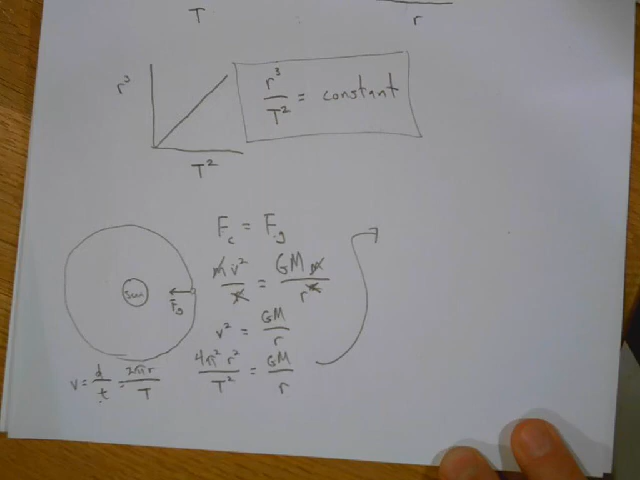 T
r
r³
r³/T² = constant
T²
F_c = F_g
mv²/r = GMm/r²
Sun
F_g
v² = GM/r
v = d/t = 2πr/T
4π²r²/T² = GM/r